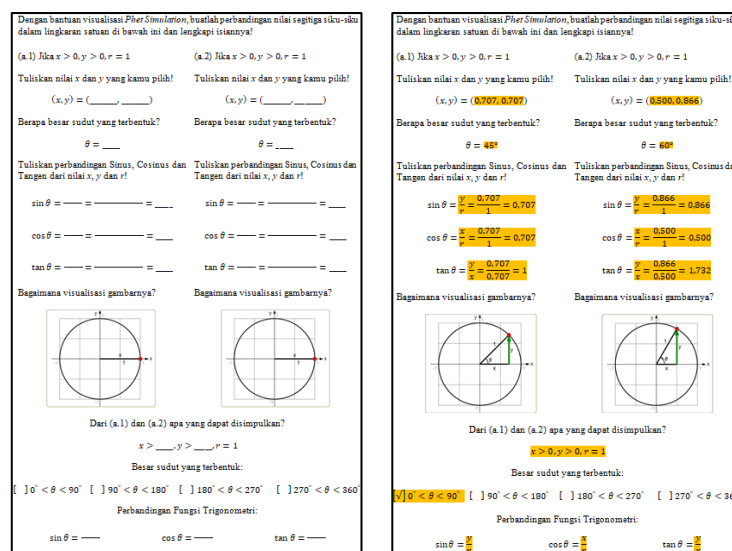 Dengan bantuan visualisasi Phet Simulation, buatlah perbandingan nilai segitiga siku-siku
dalam lingkaran satuan di bawah ini dan lengkapi isiannya!
(a.1) Jika x > 0, y > 0, r = 1
(a.2) Jika x > 0, y > 0, r = 1
Tuliskan nilai x dan y yang kamu pilih!
Tuliskan nilai x dan y yang kamu pilih!
(x, y) = (_____, _____)
(x, y) = (_____, _____)
Berapa besar sudut yang terbentuk?
Berapa besar sudut yang terbentuk?
θ = ___
θ = ___
Tuliskan perbandingan Sinus, Cosinus dan
Tangen dari nilai x, y dan r!
Tuliskan perbandingan Sinus, Cosinus dan
Tangen dari nilai x, y dan r!
sin θ = — = — = ___
sin θ = — = — = ___
cos θ = — = — = ___
cos θ = — = — = ___
tan θ = — = — = ___
tan θ = — = — = ___
Bagaimana visualisasi gambarnya?
Bagaimana visualisasi gambarnya?
y
x
1
x
y
x
1
x
Dari (a.1) dan (a.2) apa yang dapat disimpulkan?
x > ___, y > ___, r = 1
Besar sudut yang terbentuk:
[ ] 0° < θ < 90° [ ] 90° < θ < 180° [ ] 180° < θ < 270° [ ] 270° < θ < 360°
Perbandingan Fungsi Trigonometri:
sin θ = — cos θ = — tan θ = —
Dengan bantuan visualisasi Phet Simulation, buatlah perbandingan nilai segitiga siku-si
dalam lingkaran satuan di bawah ini dan lengkapi isiannya!
(a.1) Jika x > 0, y > 0, r = 1
(a.2) Jika x > 0, y > 0, r = 1
Tuliskan nilai x dan y yang kamu pilih!
Tuliskan nilai x dan y yang kamu pilih!
(x, y) = (0,707, 0,707)
(x, y) = (0,500, 0,866)
Berapa besar sudut yang terbentuk?
Berapa besar sudut yang terbentuk?
θ = 45°
θ = 60°
Tuliskan perbandingan Sinus, Cosinus dan
Tangen dari nilai x, y dan r!
Tuliskan perbandingan Sinus, Cosinus da
Tangen dari nilai x, y dan r!
sin θ = y/r = 0,707/1 = 0,707
sin θ = y/r = 0,866/1 = 0,866
cos θ = x/r = 0,707/1 = 0,707
cos θ = x/r = 0,500/1 = 0,500
tan θ = y/x = 0,707/0,707 = 1
tan θ = y/x = 0,866/0,500 = 1,732
Bagaimana visualisasi gambarnya?
Bagaimana visualisasi gambarnya?
y
1
y
θ
x
x
y
1
y
θ
x
x
Dari (a.1) dan (a.2) apa yang dapat disimpulkan?
x > 0, y > 0, r = 1
Besar sudut yang terbentuk:
[√] 0° < θ < 90° [ ] 90° < θ < 180° [ ] 180° < θ < 270° [ ] 270° < θ < 36
Perbandingan Fungsi Trigonometri:
sin θ = y cos θ = x tan θ = y